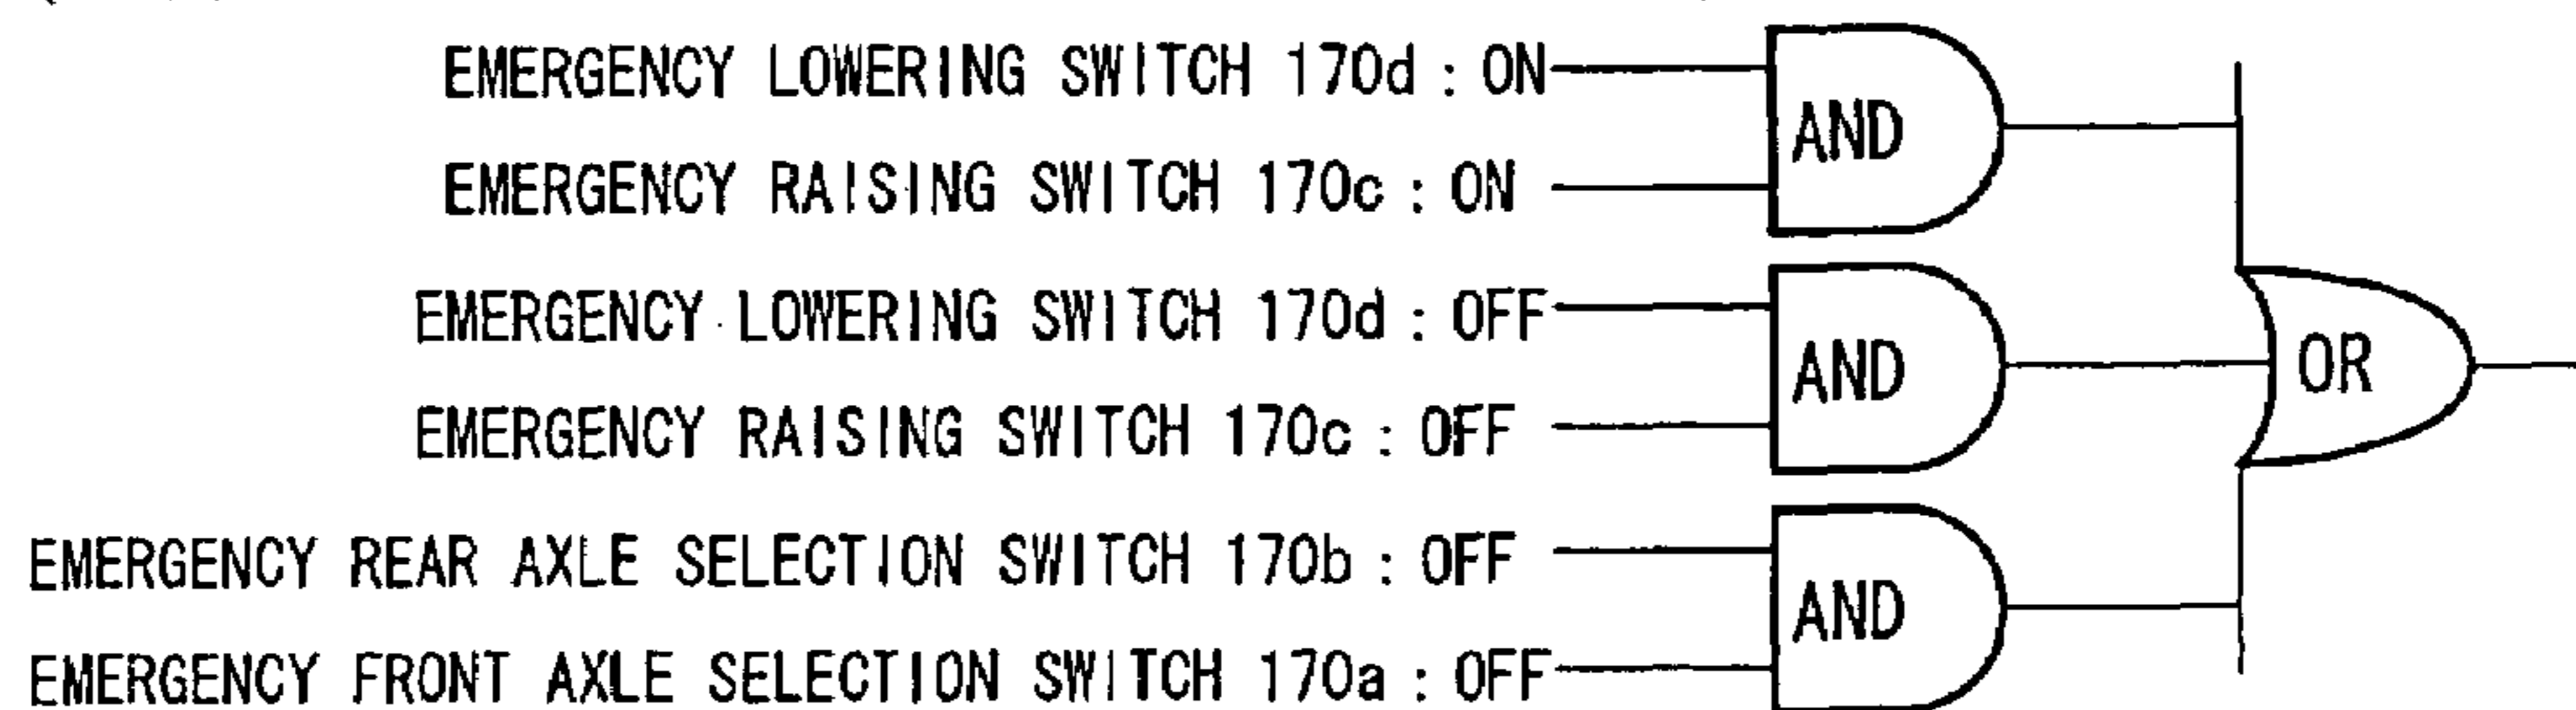 EMERGENCY LOWERING SWITCH 170d : ON
EMERGENCY RAISING SWITCH 170c : ON
AND
EMERGENCY LOWERING SWITCH 170d : OFF
EMERGENCY RAISING SWITCH 170c : OFF
AND
OR
EMERGENCY REAR AXLE SELECTION SWITCH 170b : OFF
EMERGENCY FRONT AXLE SELECTION SWITCH 170a : OFF
AND